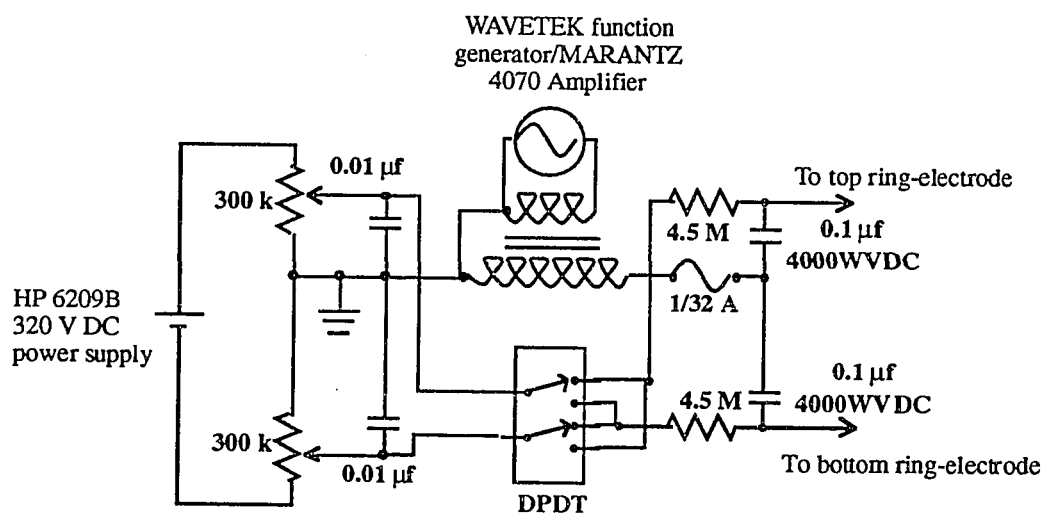 WAVETEK function
generator/MARANTZ
4070 Amplifier
0.01 µf
300 k
To top ring-electrode
4.5 M
0.1 µf
4000WVDC
HP 6209B
320 V DC
power supply
1/32 A
0.1 µf
4000WVDC
4.5 M
300 k
0.01 µf
To bottom ring-electrode
DPDT